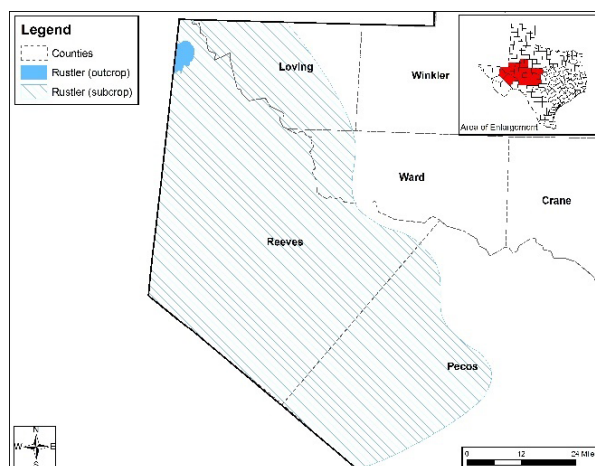 Legend
Counties
Rustler (outcrop)
Rustler (subcrop)
Loving
Winkler
Area of Enlargement
Ward
Crane
Reeves
Pecos
N
W E
S
0 12 24 Miles